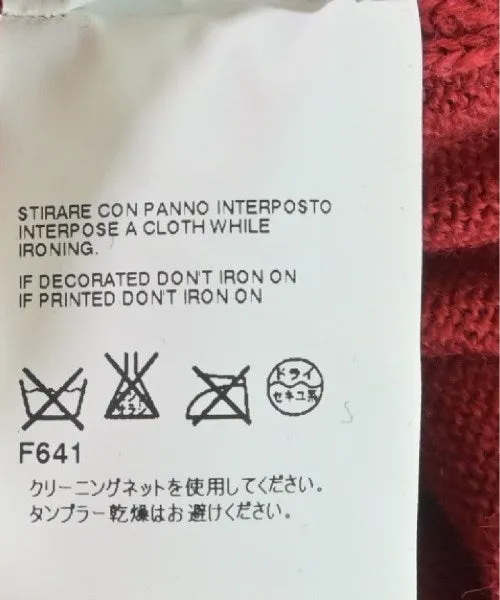 STIRARE CON PANNO INTERPOSTO
INTERPOSE A CLOTH WHILE
IRONING.
IF DECORATED DON'T IRON ON
IF PRINTED DON'T IRON ON
ドライ
セキユ系
F641
クリーニングネットを使用してください。
タンブラー乾燥はお避けください。